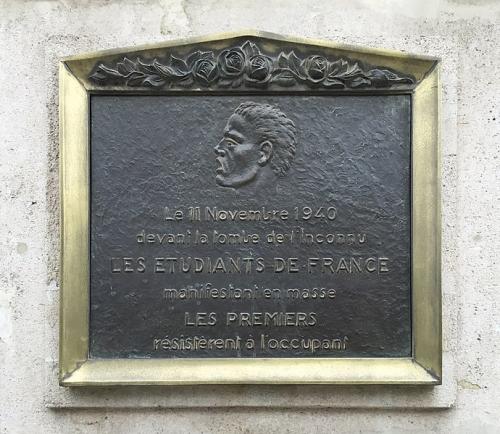 Le 11 Novembre 1940
devant la tombe de l'Inconnu
LES ETUDIANTS DE FRANCE
manifestant en masse
LES PREMIERS
résistèrent à l'occupant